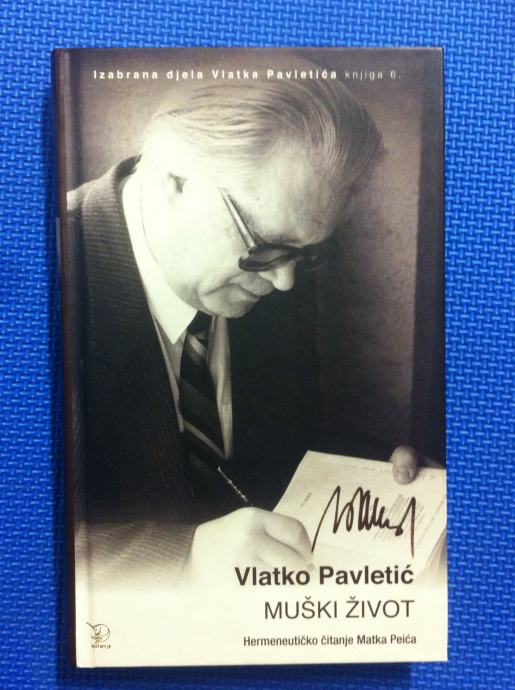 Izabrana djela Vlatka Pavletića knjiga 6.
Vlatko Pavletić
MUŠKI ŽIVOT
Hermeneutičko čitanje Matka Peića